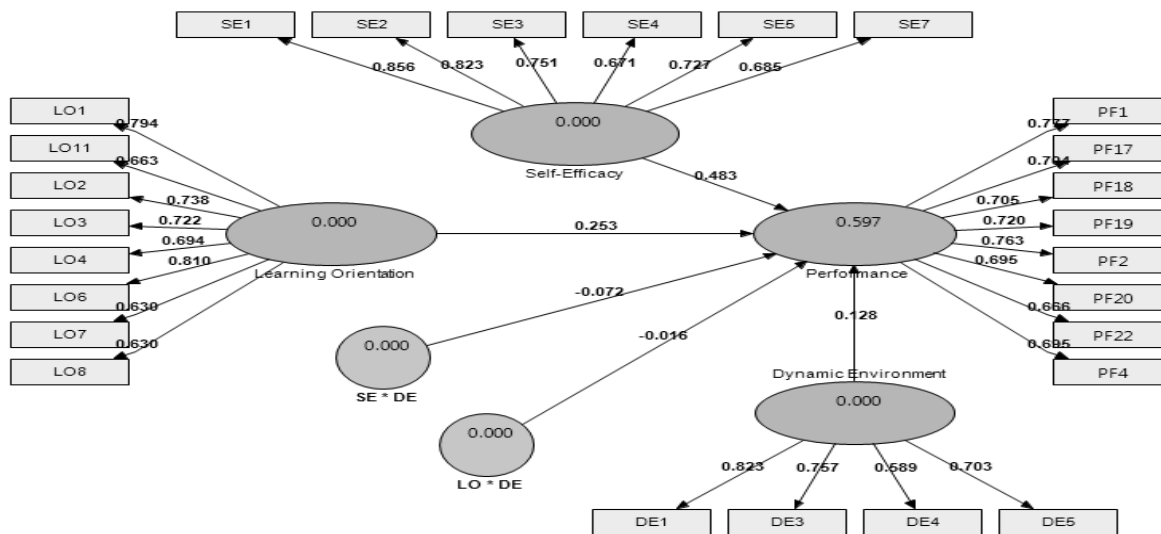 SE1 SE2 SE3 SE4 SE5 SE7
0.856 0.823 0.751 0.671 0.727 0.685
0.000
Self-Efficacy
LO1
LO11
LO2
LO3
LO4
LO6
LO7
LO8
0.794
0.663
0.738
0.722
0.694
0.810
0.630
0.630
0.000
Learning Orientation
0.483
0.253
-0.072
-0.016
0.128
0.597
Performance
0.777
0.705
0.720
0.763
0.695
0.666
0.695
PF1
PF17
PF18
PF19
PF2
PF20
PF22
PF4
0.000
SE * DE
0.000
LO * DE
Dynamic Environment
0.000
0.823 0.757 0.589 0.703
DE1 DE3 DE4 DE5